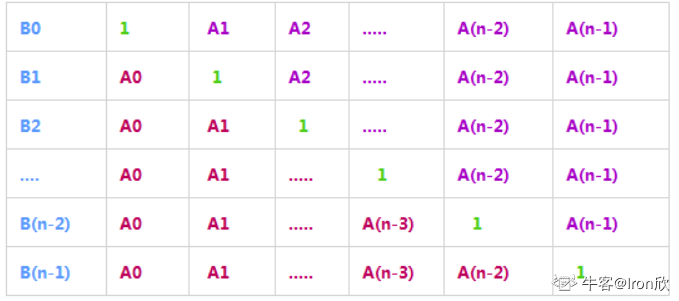 B0 1 A1 A2 ..... A(n-2) A(n-1)
B1 A0 1 A2 ..... A(n-2) A(n-1)
B2 A0 A1 1 ..... A(n-2) A(n-1)
.... A0 A1 ..... 1 A(n-2) A(n-1)
B(n-2) A0 A1 ..... A(n-3) 1 A(n-1)
B(n-1) A0 A1 ..... A(n-3) A(n-2) 1
牛客@Iron欣